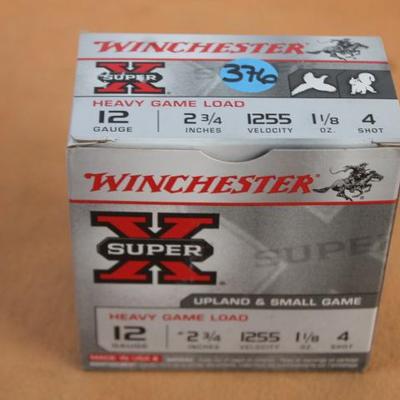 WINCHESTER
X
SUPER
376
HEAVY GAME LOAD
12 2 3/4 1255 1 1/8 4
GAUGE INCHES VELOCITY OZ. SHOT
WINCHESTER
X
SUPER
SUPER
UPLAND & SMALL GAME
HEAVY GAME LOAD
12 2 3/4 1255 1 1/8 4
GAUGE INCHES VELOCITY OZ. SHOT
MADE IN USA